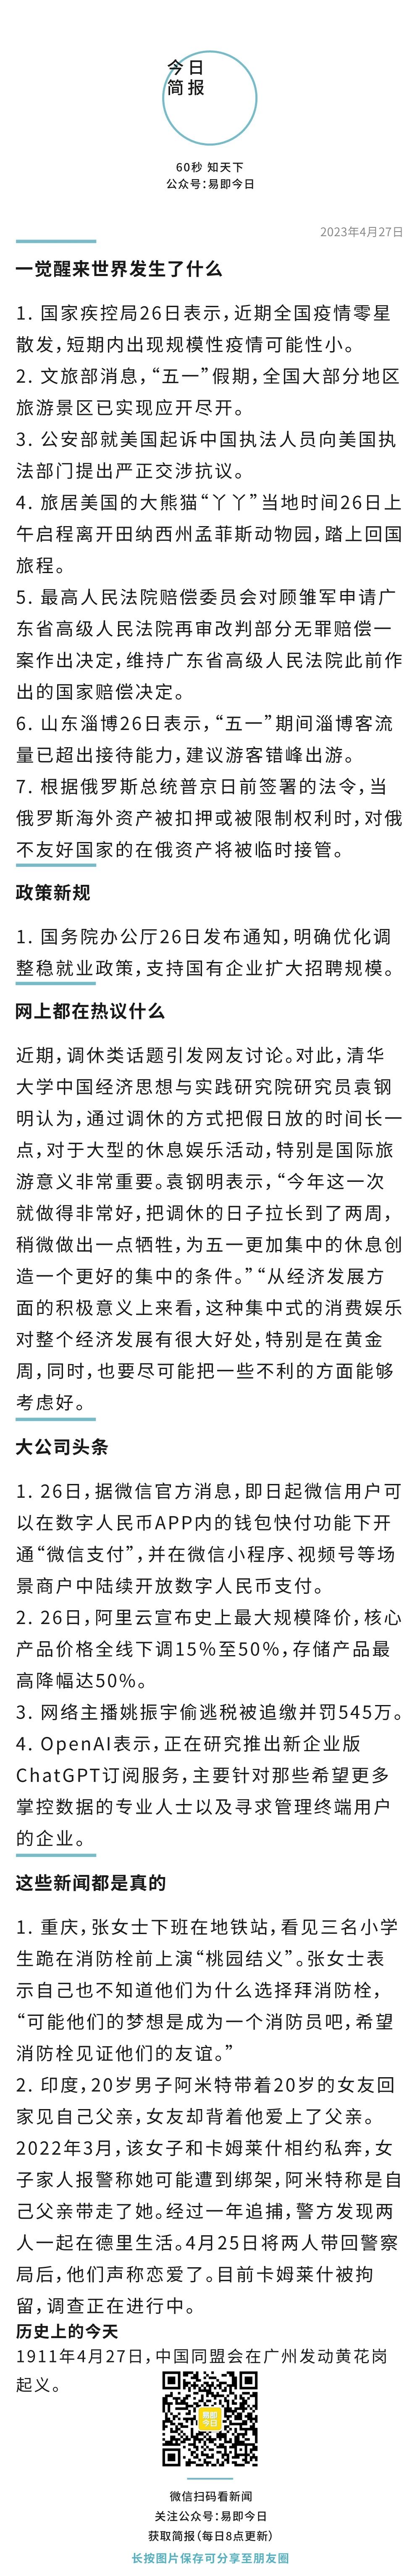 今日
简报
60秒 知天下
公众号：易即今日
2023年4月27日
一觉醒来世界发生了什么
1. 国家疾控局26日表示，近期全国疫情零星
散发，短期内出现规模性疫情可能性小。
2. 文旅部消息，“五一”假期，全国大部分地区
旅游景区已实现应开尽开。
3. 公安部就美国起诉中国执法人员向美国执
法部门提出严正交涉抗议。
4. 旅居美国的大熊猫“丫丫”当地时间26日上
午启程离开田纳西州孟菲斯动物园，踏上回国
旅程。
5. 最高人民法院赔偿委员会对顾雏军申请广
东省高级人民法院再审改判部分无罪赔偿一
案作出决定，维持广东省高级人民法院此前作
出的国家赔偿决定。
6. 山东淄博26日表示，“五一”期间淄博客流
量已超出接待能力，建议游客错峰出游。
7. 根据俄罗斯总统普京日前签署的法令，当
俄罗斯海外资产被扣押或被限制权利时，对俄
不友好国家的在俄资产将被临时接管。
政策新规
1. 国务院办公厅26日发布通知，明确优化调
整稳就业政策，支持国有企业扩大招聘规模。
网上都在热议什么
近期，调休类话题引发网友讨论。对此，清华
大学中国经济思想与实践研究院研究员袁钢
明认为，通过调休的方式把假日放的时间长一
点，对于大型的休息娱乐活动，特别是国际旅
游意义非常重要。袁钢明表示，“今年这一次
就做得非常好，把调休的日子拉长到了两周，
稍微做出一点牺牲，为五一更加集中的休息创
造一个更好的集中的条件。”“从经济发展方
面的积极意义上来看，这种集中式的消费娱乐
对整个经济发展有很大好处，特别是在黄金
周，同时，也要尽可能把一些不利的方面能够
考虑好。
大公司头条
1. 26日，据微信官方消息，即日起微信用户可
以在数字人民币APP内的钱包快付功能下开
通“微信支付”，并在微信小程序、视频号等场
景商户中陆续开放数字人民币支付。
2. 26日，阿里云宣布史上最大规模降价，核心
产品价格全线下调15%至50%，存储产品最
高降幅达50%。
3. 网络主播姚振宇偷逃税被追缴并罚545万。
4. OpenAI表示，正在研究推出新企业版
ChatGPT订阅服务，主要针对那些希望更多
掌控数据的专业人士以及寻求管理终端用户
的企业。
这些新闻都是真的
1. 重庆，张女士下班在地铁站，看见三名小学
生跪在消防栓前上演“桃园结义”。张女士表
示自己也不知道他们为什么选择拜消防栓，
“可能他们的梦想是成为一个消防员吧，希望
消防栓见证他们的友谊。”
2. 印度，20岁男子阿米特带着20岁的女友回
家见自己父亲，女友却背着他爱上了父亲。
2022年3月，该女子和卡姆莱什相约私奔，女
子家人报警称她可能遭到绑架，阿米特称是自
己父亲带走了她。经过一年追捕，警方发现两
人一起在德里生活。4月25日将两人带回警察
局后，他们声称恋爱了。目前卡姆莱什被拘
留，调查正在进行中。
历史上的今天
1911年4月27日，中国同盟会在广州发动黄花岗
起义。
易即
今日
微信扫码看新闻
关注公众号：易即今日
获取简报（每日8点更新）
长按图片保存可分享至朋友圈